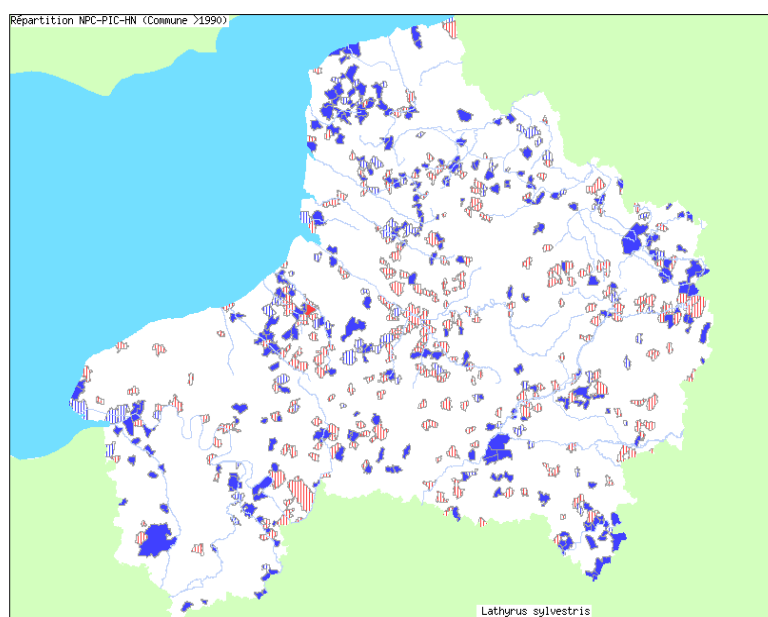 Répartition NPC-PIC-HN (Commune >1990)
Lathyrus sylvestris